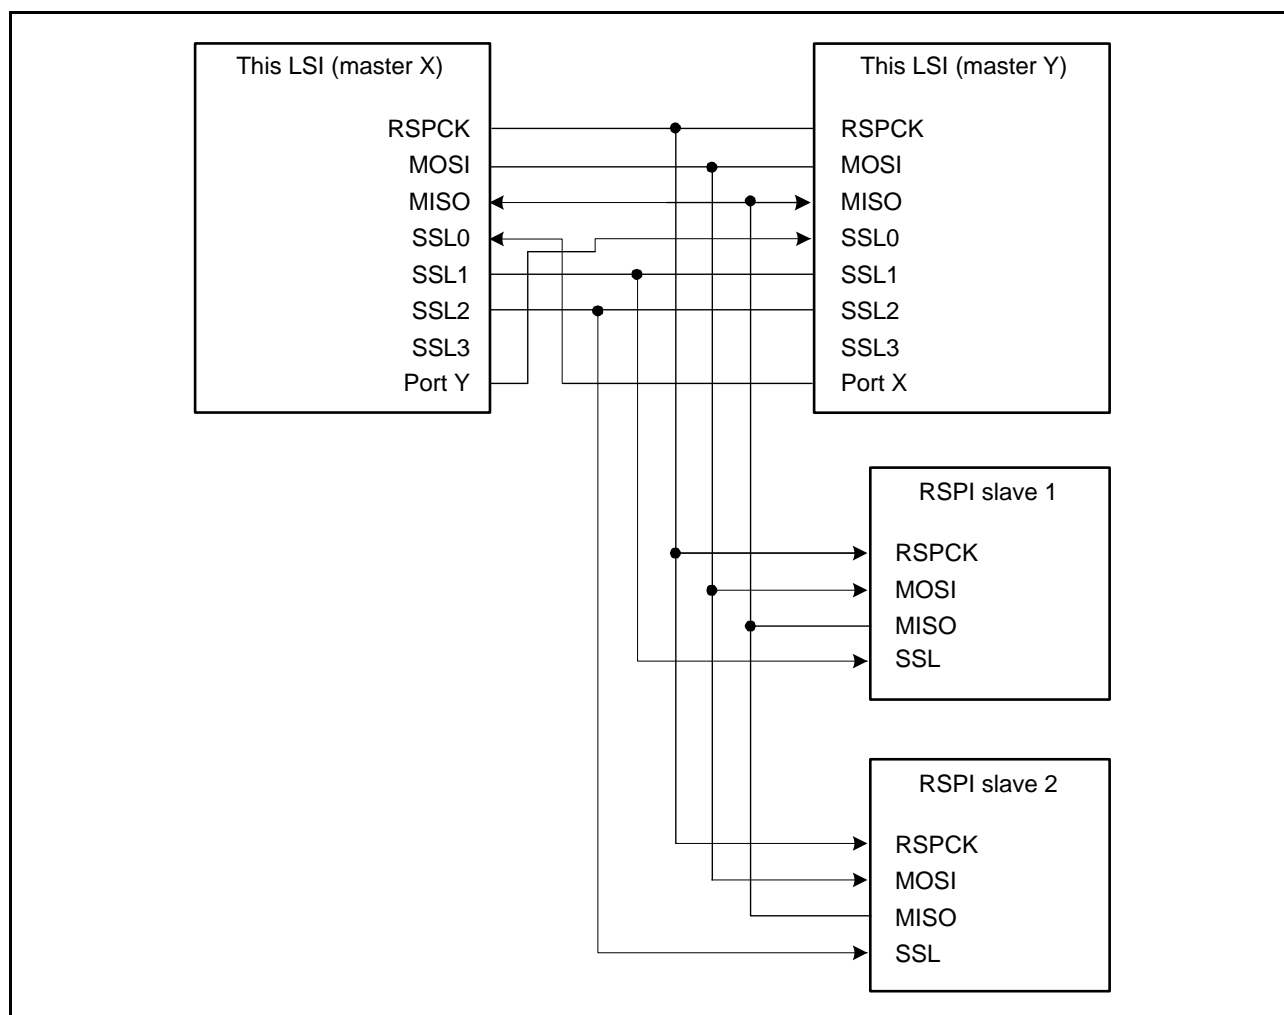 This LSI (master X)
RSPCK
MOSI
MISO
SSL0
SSL1
SSL2
SSL3
Port Y
This LSI (master Y)
RSPCK
MOSI
MISO
SSL0
SSL1
SSL2
SSL3
Port X
RSPI slave 1
RSPCK
MOSI
MISO
SSL
RSPI slave 2
RSPCK
MOSI
MISO
SSL